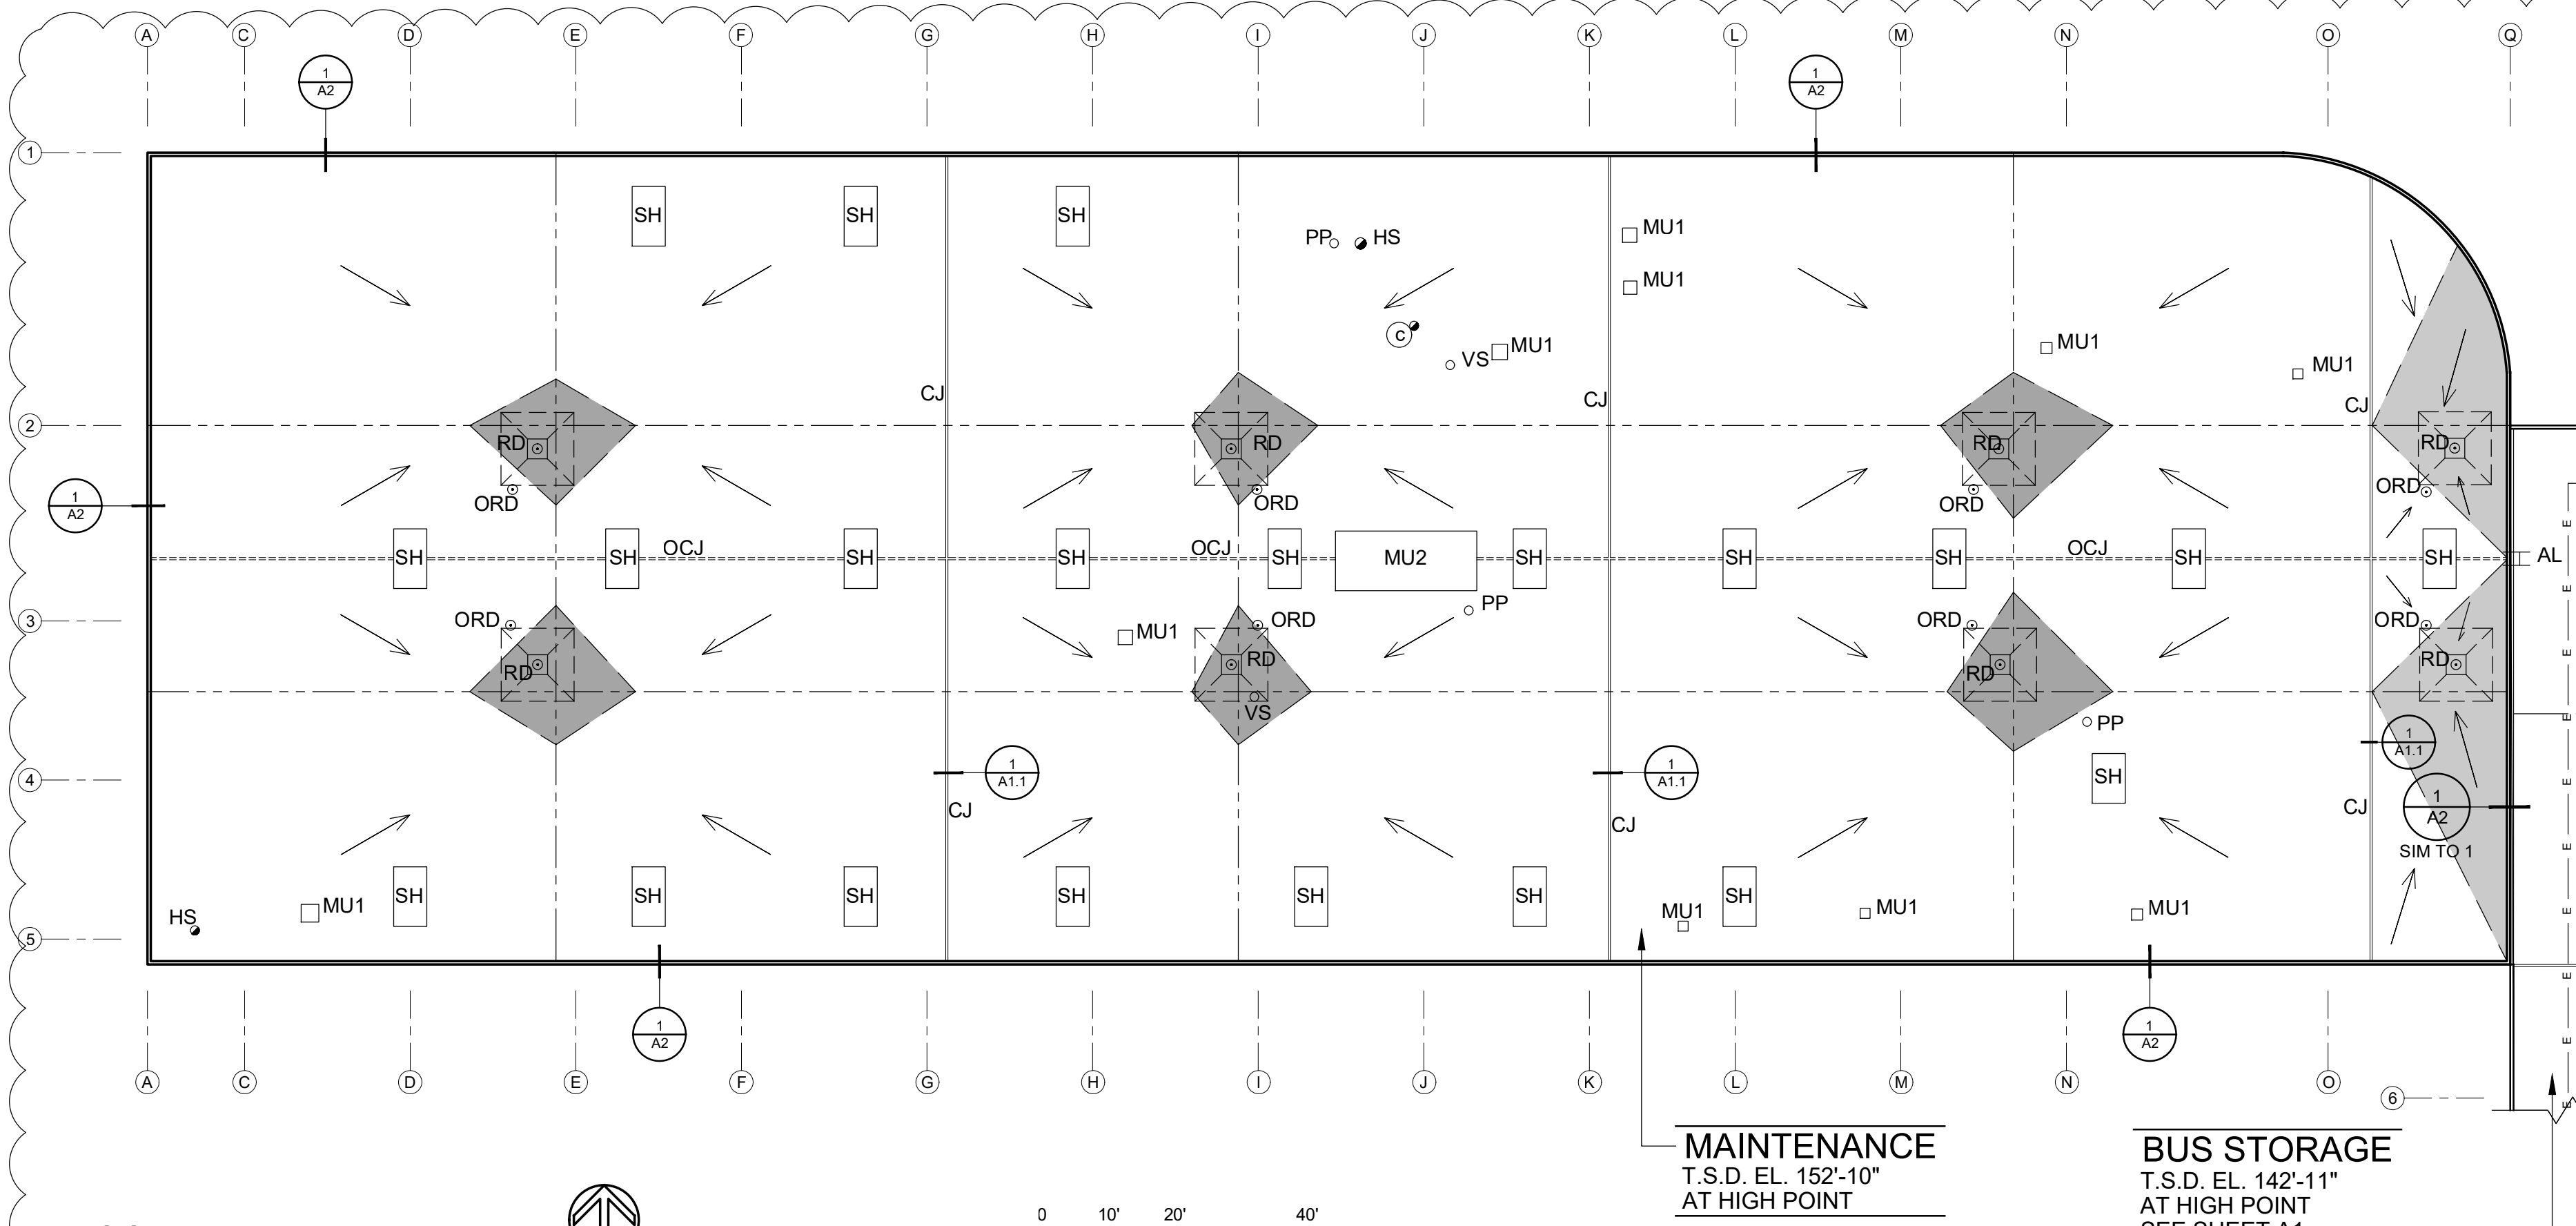 A C D E F G H I J K L M N O Q
1
A2
1
A2
1
SH SH SH
PP HS
MU1
MU1
C
VS MU1
MU1
MU1
CJ CJ CJ
2
RD RD RD RD
ORD ORD ORD ORD
1
A2
SH SH OCJ SH SH OCJ SH MU2 SH SH SH OCJ SH SH AL
3
ORD ORD ORD ORD
MU1 PP
RD RD RD RD
VS
PP
1
A1.1
1
A1.1
1
A1.1
4
SH
CJ CJ CJ
1
A2
SIM TO 1
SH SH SH SH SH SH SH
HS MU1 MU1 MU1 MU1
5
1
A2
1
A2
A C D E F G H I J K L M N O
6
E E E E E E E E E E
MAINTENANCE
T.S.D. EL. 152'-10"
AT HIGH POINT
BUS STORAGE
T.S.D. EL. 142'-11"
AT HIGH POINT
SEE SHEET A1
0 10' 20' 40'